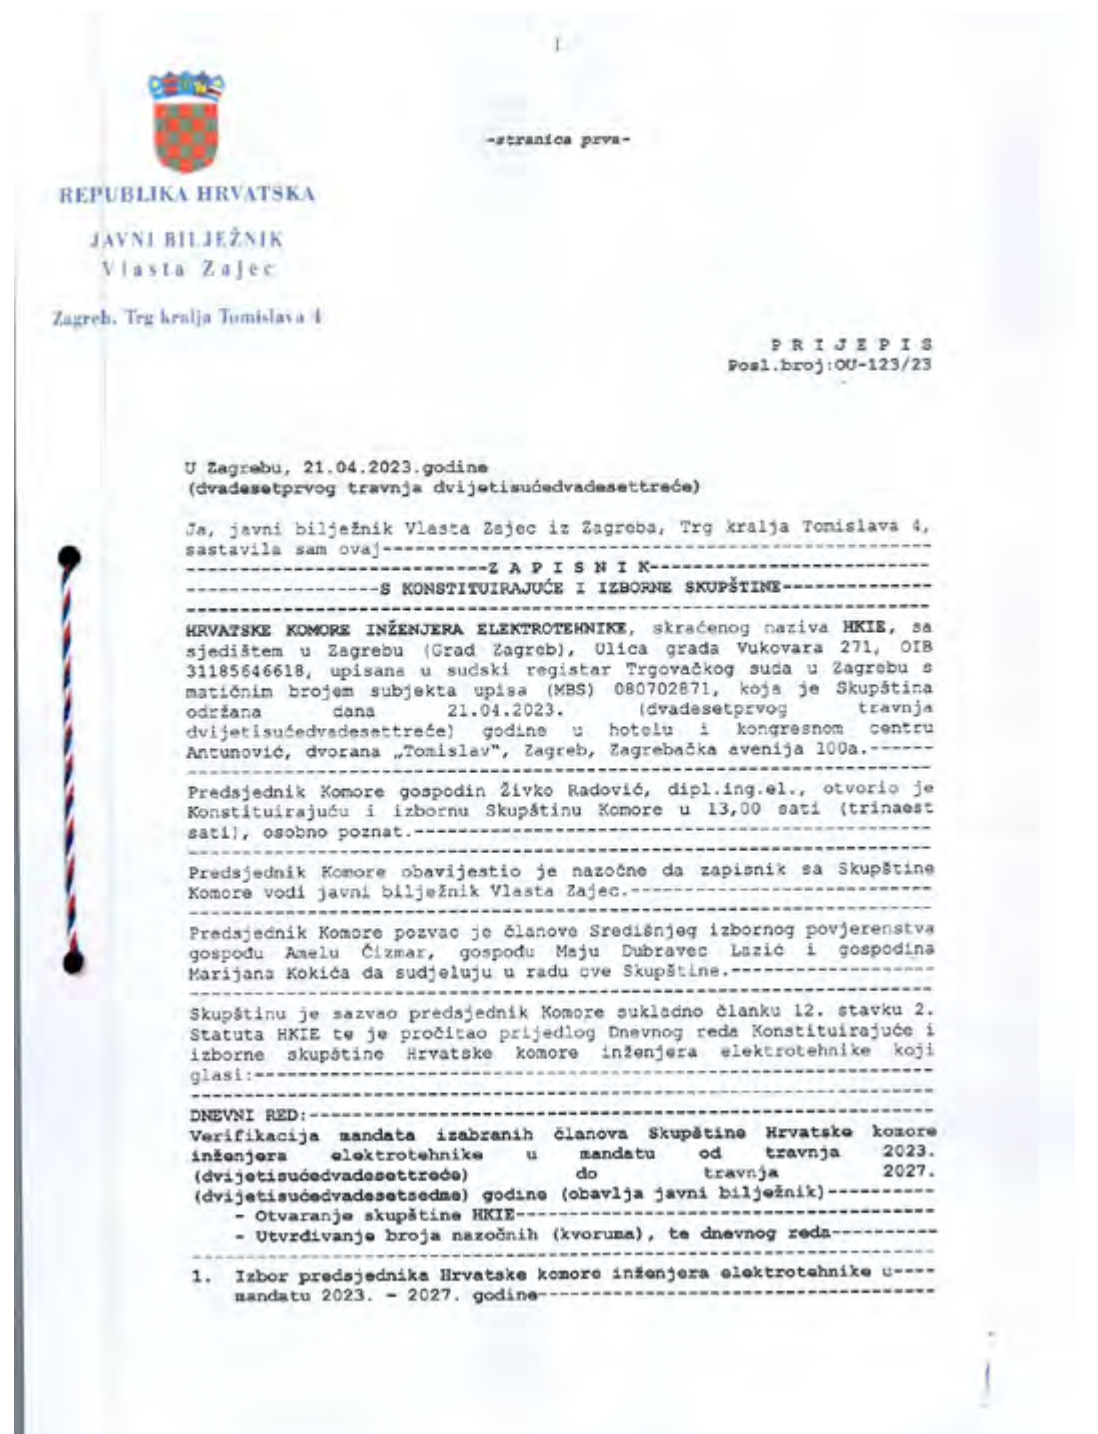 1
-stranica prva-
REPUBLIKA HRVATSKA
JAVNI BILJEŽNIK
Vlasta Zajec
Zagreb, Trg kralja Tomislava 4
P R I J E P I S
Posl.broj:OU-123/23
U Zagrebu, 21.04.2023.godine
(dvadesetprvog travnja dvijetisućedvadesettreće)
Ja, javni bilježnik Vlasta Zajec iz Zagreba, Trg kralja Tomislava 4,
sastavila sam ovaj---------------------------------------------------
----------------------------Z A P I S N I K--------------------------
------------------S KONSTITUIRAJUĆE I IZBORNE SKUPŠTINE--------------
---------------------------------------------------------------------
HRVATSKE KOMORE INŽENJERA ELEKTROTEHNIKE, skraćenog naziva HKIE, sa
sjedištem u Zagrebu (Grad Zagreb), Ulica grada Vukovara 271, OIB
31185646618, upisana u sudski registar Trgovačkog suda u Zagrebu s
matičnim brojem subjekta upisa (MBS) 080702871, koja je Skupština
održana dana 21.04.2023. (dvadesetprvog travnja
dvijetisućedvadesettreće) godine u hotelu i kongresnom centru
Antunović, dvorana „Tomislav", Zagreb, Zagrebačka avenija 100a.------
---------------------------------------------------------------------
Predsjednik Komore gospodin Živko Radović, dipl.ing.el., otvorio je
Konstituirajuću i izbornu Skupštinu Komore u 13,00 sati (trinaest
sati), osobno poznat.------------------------------------------------
---------------------------------------------------------------------
Predsjednik Komore obavijestio je nazočne da zapisnik sa Skupštine
Komore vodi javni bilježnik Vlasta Zajec.----------------------------
---------------------------------------------------------------------
Predsjednik Komore pozvao je članove Središnjeg izbornog povjerenstva
gospođu Amelu Čizmar, gospođu Maju Dubravec Lazić i gospodina
Marijana Kokića da sudjeluju u radu ove Skupštine.-------------------
---------------------------------------------------------------------
Skupštinu je sazvao predsjednik Komore sukladno članku 12. stavku 2.
Statuta HKIE te je pročitao prijedlog Dnevnog reda Konstituirajuće i
izborne skupštine Hrvatske komore inženjera elektrotehnike koji
glasi:---------------------------------------------------------------
---------------------------------------------------------------------
DNEVNI RED:----------------------------------------------------------
Verifikacija mandata izabranih članova Skupštine Hrvatske komore
inženjera elektrotehnike u mandatu od travnja 2023.
(dvijetisućedvadesettreće) do travnja 2027.
(dvijetisućedvadesetsedme) godine (obavlja javni bilježnik)----------
- Otvaranje skupštine HKIE---------------------------------------
- Utvrđivanje broja nazočnih (kvoruma), te dnevnog reda----------
---------------------------------------------------------------------
1. Izbor predsjednika Hrvatske komore inženjera elektrotehnike u----
mandatu 2023. - 2027. godine-------------------------------------